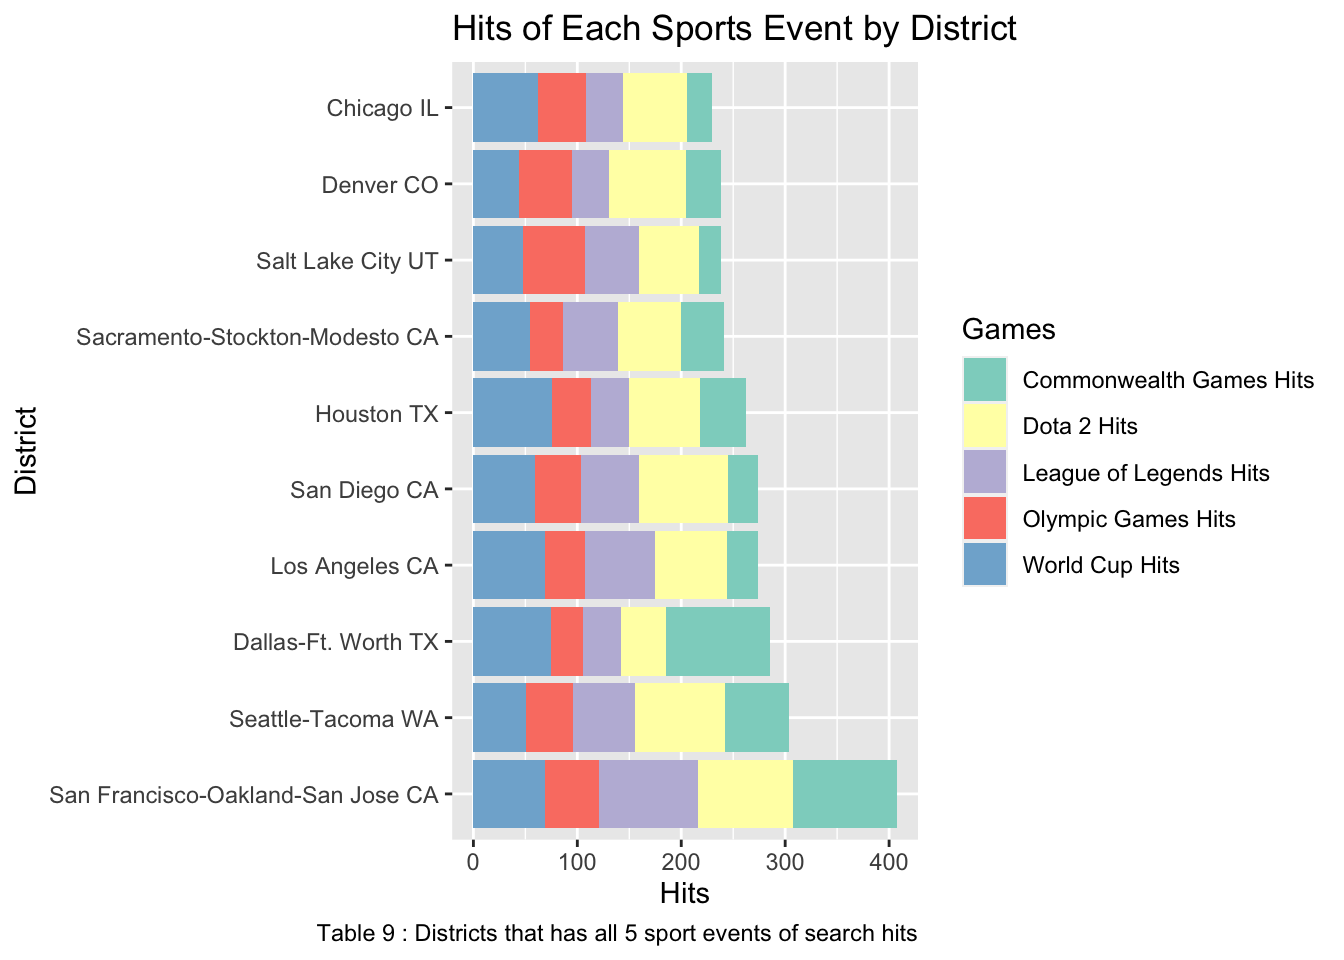 Hits of Each Sports Event by District
Chicago IL
Denver CO
Salt Lake City UT
Sacramento-Stockton-Modesto CA
Houston TX
San Diego CA
Los Angeles CA
Dallas-Ft. Worth TX
Seattle-Tacoma WA
San Francisco-Oakland-San Jose CA
District
0 100 200 300 400
Hits
Games
Commonwealth Games Hits
Dota 2 Hits
League of Legends Hits
Olympic Games Hits
World Cup Hits
Table 9 : Districts that has all 5 sport events of search hits